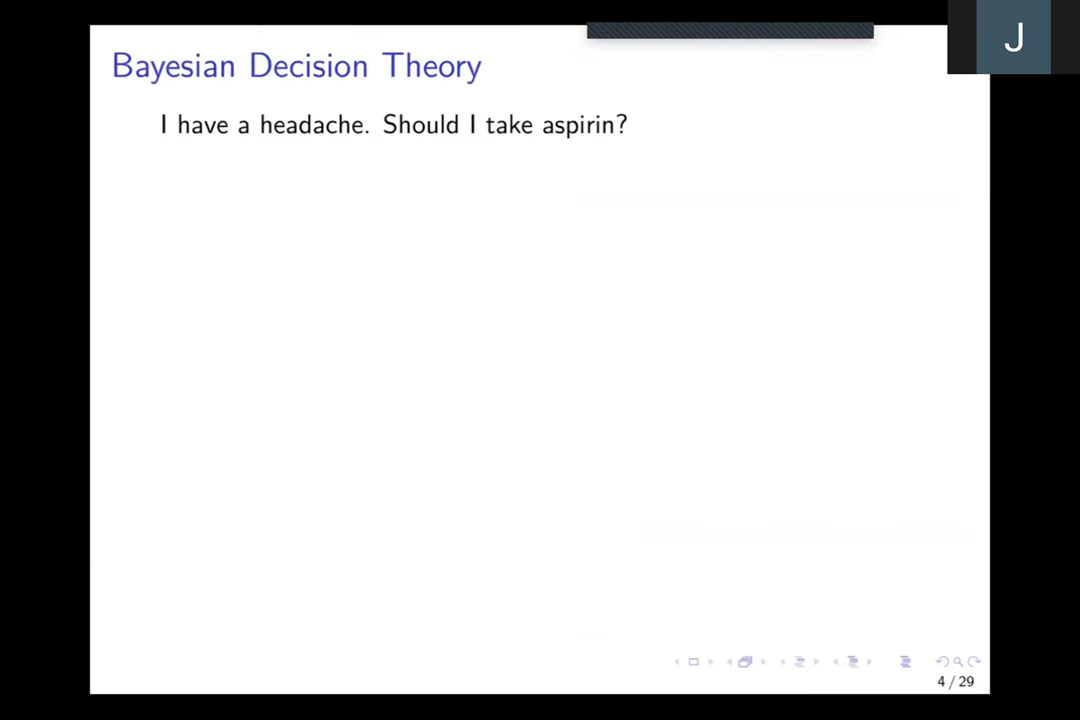 J
Bayesian Decision Theory
I have a headache. Should I take aspirin?
4 / 29